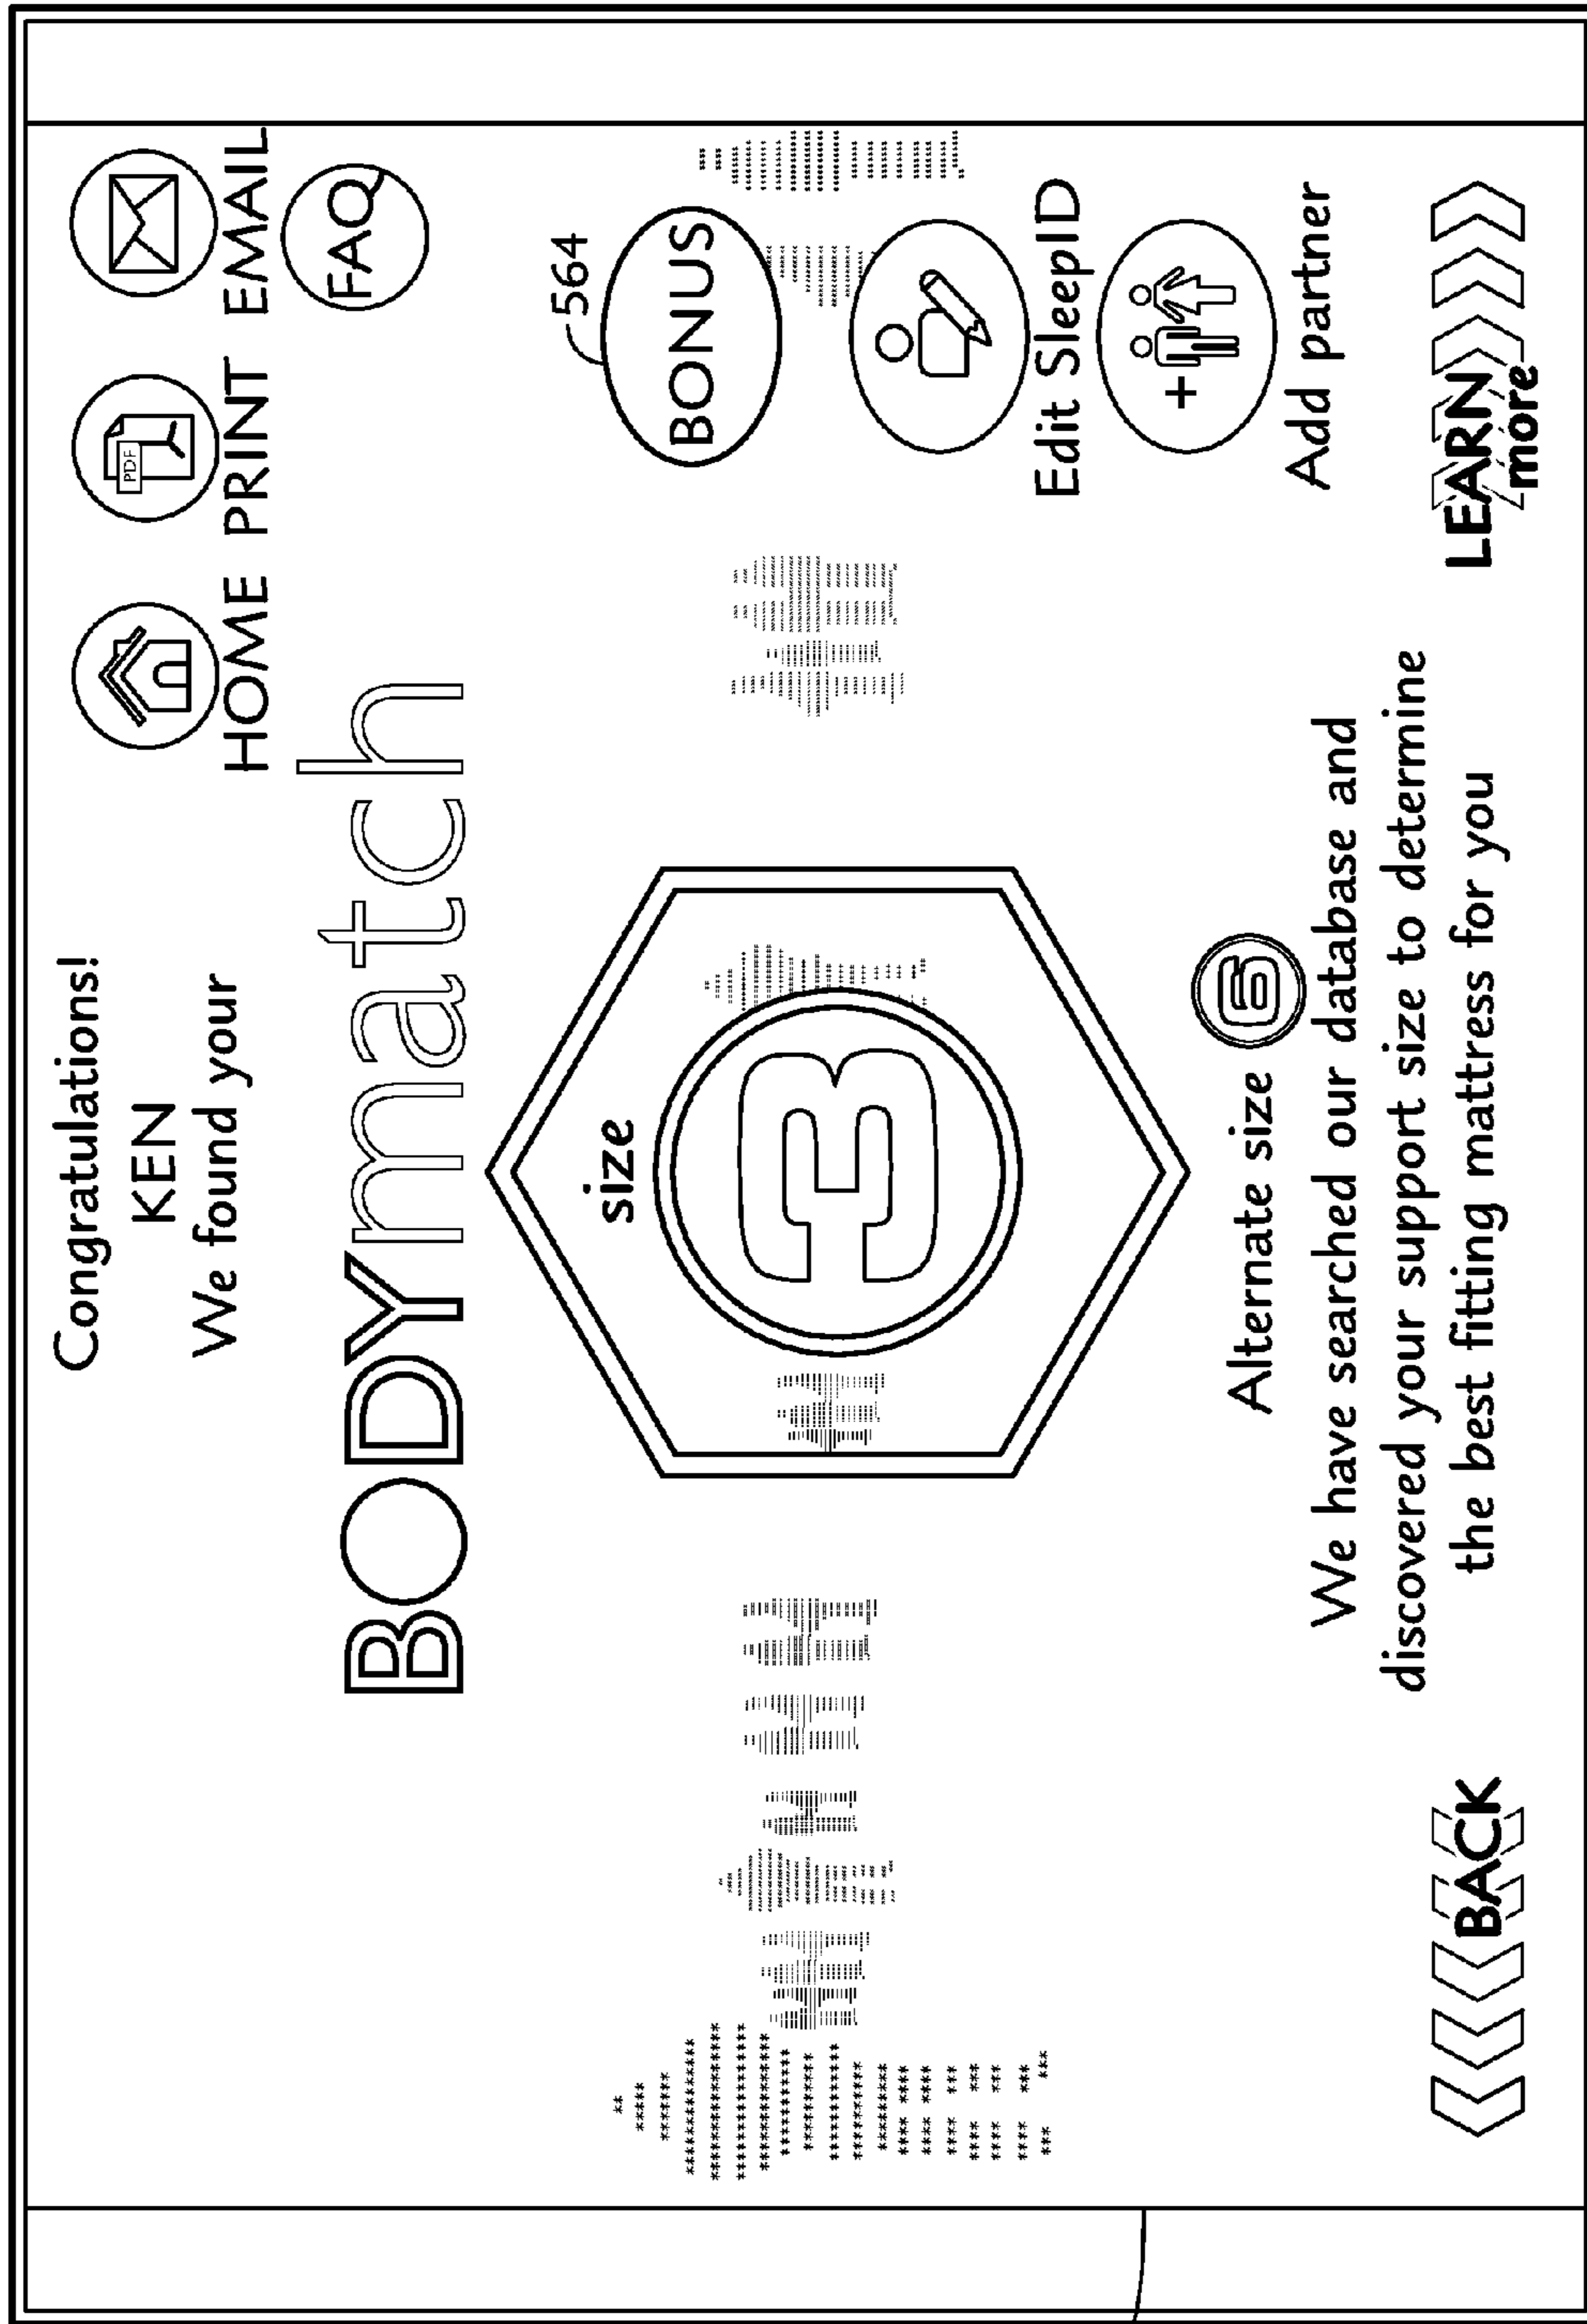 Congratulations!
KEN
We found your
HOME PRINT EMAIL
PDF
FAQ
BODYmatch
564
BONUS
size
3
Edit SleepID
+
Add partner
Alternate size 6
We have searched our database and
discovered your support size to determine
the best fitting mattress for you
BACK
LEARN
more